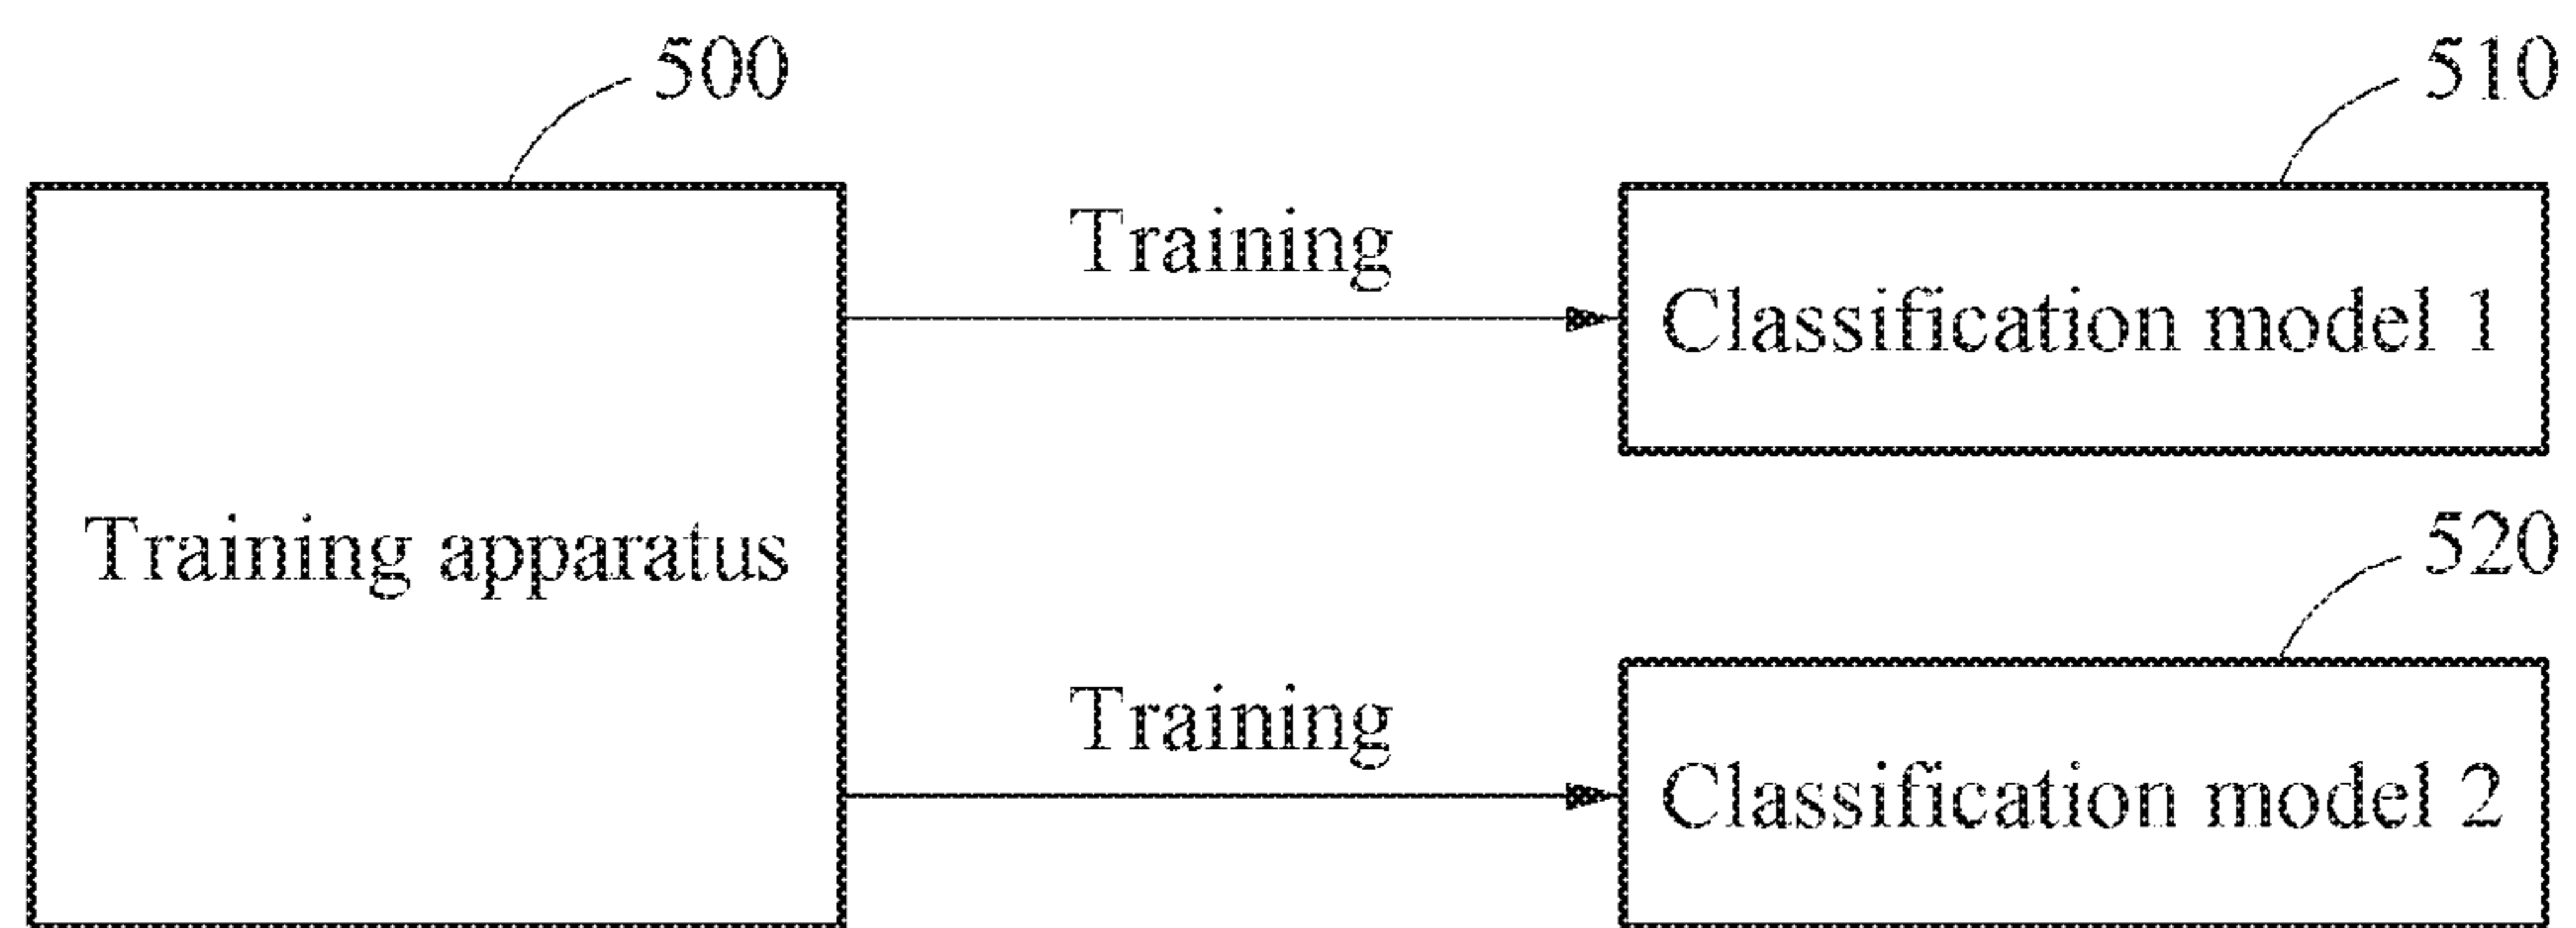 500
510
Training
Classification model 1
Training apparatus
520
Training
Classification model 2